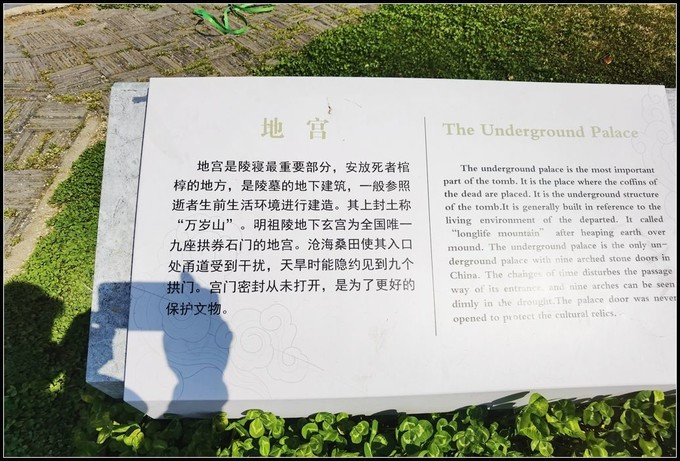 地宫
地宫是陵寝最重要部分，安放死者棺
椁的地方，是陵墓的地下建筑，一般参照
逝者生前生活环境进行建造。其上封土称
“万岁山”。明祖陵地下玄宫为全国唯一
九座拱券石门的地宫。沧海桑田使其入口
处甬道受到干扰，天旱时能隐约见到九个
拱门。宫门密封从未打开，是为了更好的
保护文物。
The Underground Palace
The underground palace is the most important
part of the tomb. It is the place where the coffins of
the dead are placed. It is the underground structure
of the tomb.It is generally built in reference to the
living environment of the departed. It called
“longlife mountain” after heaping earth over
mound. The underground palace is the only un-
derground palace with nine arched stone doors in
China. The changes of time disturbes the passage
way of its entrance, and nine arches can be seen
dimly in the drought.The palace door was never
opened to protect the cultural relics.